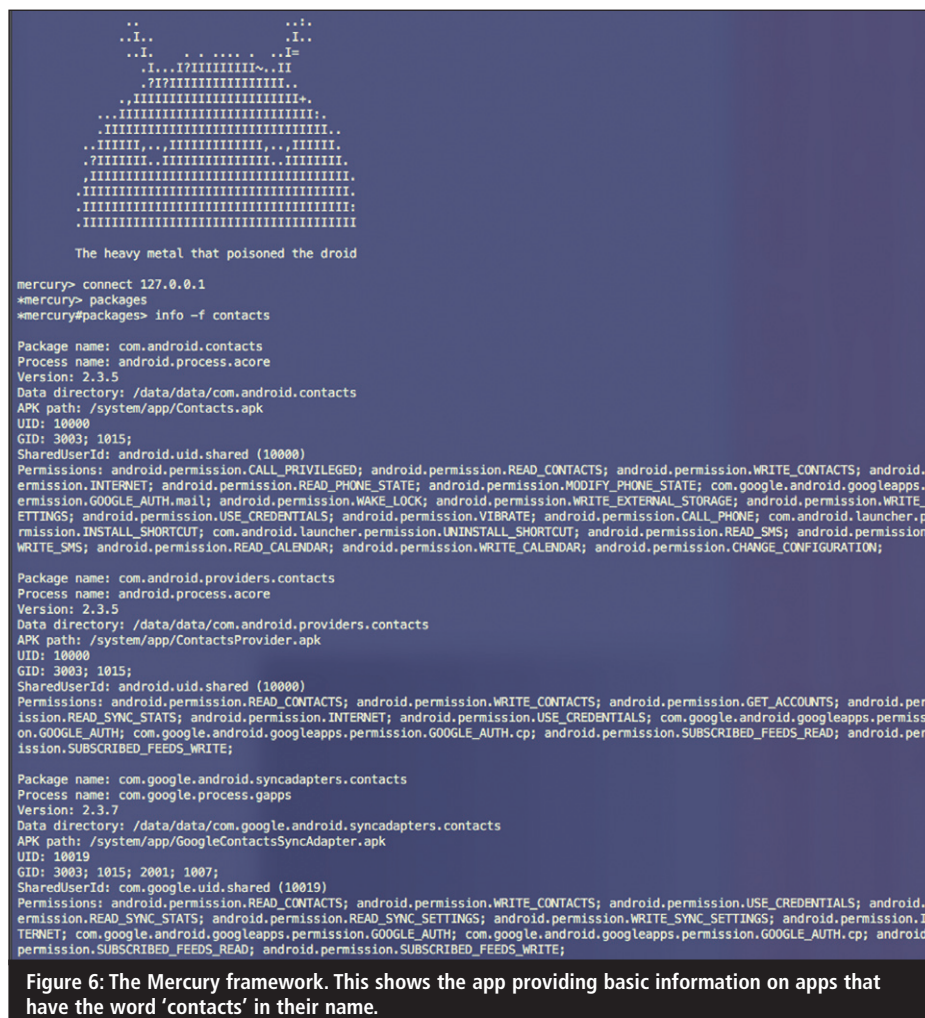 The heavy metal that poisoned the droid
mercury> connect 127.0.0.1
*mercury> packages
*mercury#packages> info -f contacts
Package name: com.android.contacts
Process name: android.process.acore
Version: 2.3.5
Data directory: /data/data/com.android.contacts
APK path: /system/app/Contacts.apk
UID: 10000
GID: 3003; 1015;
SharedUserId: android.uid.shared (10000)
Permissions: android.permission.CALL_PRIVILEGED; android.permission.READ_CONTACTS; android.permission.WRITE_CONTACTS; android.
ermission.INTERNET; android.permission.READ_PHONE_STATE; android.permission.MODIFY_PHONE_STATE; com.google.android.googleapps.
ermission.GOOGLE_AUTH.mail; android.permission.WAKE_LOCK; android.permission.WRITE_EXTERNAL_STORAGE; android.permission.WRITE_
ETTINGS; android.permission.USE_CREDENTIALS; android.permission.VIBRATE; android.permission.CALL_PHONE; com.android.launcher.p
rmission.INSTALL_SHORTCUT; com.android.launcher.permission.UNINSTALL_SHORTCUT; android.permission.READ_SMS; android.permission
WRITE_SMS; android.permission.READ_CALENDAR; android.permission.WRITE_CALENDAR; android.permission.CHANGE_CONFIGURATION;
Package name: com.android.providers.contacts
Process name: android.process.acore
Version: 2.3.5
Data directory: /data/data/com.android.providers.contacts
APK path: /system/app/ContactsProvider.apk
UID: 10000
GID: 3003; 1015;
SharedUserId: android.uid.shared (10000)
Permissions: android.permission.READ_CONTACTS; android.permission.WRITE_CONTACTS; android.permission.GET_ACCOUNTS; android.per
ission.READ_SYNC_STATS; android.permission.INTERNET; android.permission.USE_CREDENTIALS; com.google.android.googleapps.permiss
on.GOOGLE_AUTH; com.google.android.googleapps.permission.GOOGLE_AUTH.cp; android.permission.SUBSCRIBED_FEEDS_READ; android.per
ission.SUBSCRIBED_FEEDS_WRITE;
Package name: com.google.android.syncadapters.contacts
Process name: com.google.process.gapps
Version: 2.3.7
Data directory: /data/data/com.google.android.syncadapters.contacts
APK path: /system/app/GoogleContactsSyncAdapter.apk
UID: 10019
GID: 3003; 1015; 2001; 1007;
SharedUserId: com.google.uid.shared (10019)
Permissions: android.permission.READ_CONTACTS; android.permission.WRITE_CONTACTS; android.permission.USE_CREDENTIALS; android.
ermission.READ_SYNC_STATS; android.permission.READ_SYNC_SETTINGS; android.permission.WRITE_SYNC_SETTINGS; android.permission.I
TERNET; com.google.android.googleapps.permission.GOOGLE_AUTH; com.google.android.googleapps.permission.GOOGLE_AUTH.cp; android
permission.SUBSCRIBED_FEEDS_READ; android.permission.SUBSCRIBED_FEEDS_WRITE;
Figure 6: The Mercury framework. This shows the app providing basic information on apps that
have the word ‘contacts’ in their name.